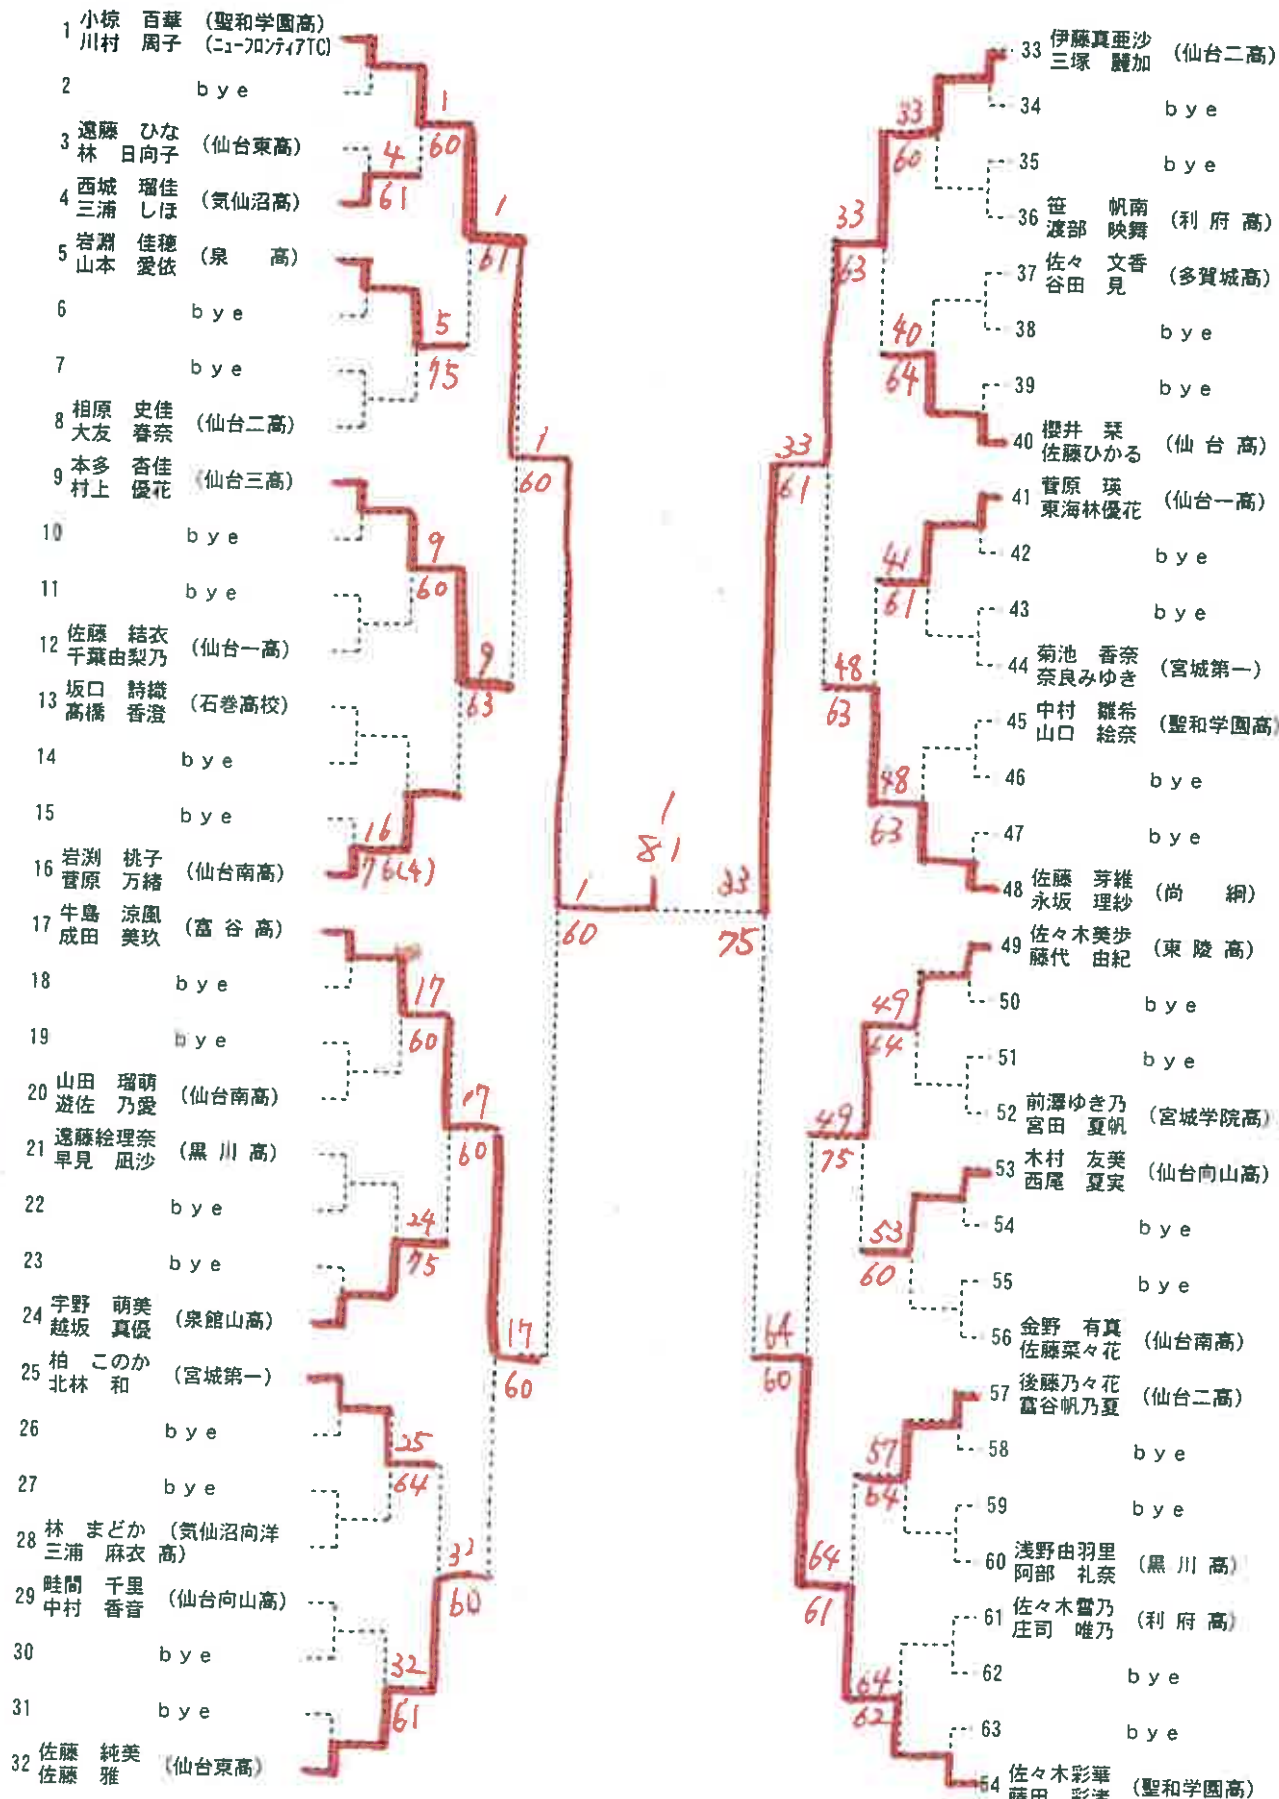 1 小椋 百華 (聖和学園高)
川村 周子 (ニューフロンティアTC)
2 bye
3 遠藤 ひな (仙台東高)
林 日向子
4 西城 瑠佳 (気仙沼高)
三浦 しほ
5 岩淵 佳穂 (泉 高)
山本 愛依
6 bye
7 bye
8 相原 史佳 (仙台二高)
大友 春奈
9 本多 杏佳 (仙台三高)
村上 優花
10 bye
11 bye
12 佐藤 結衣 (仙台一高)
千葉由梨乃
13 坂口 詩織 (石巻高校)
髙橋 香澄
14 bye
15 bye
16 岩渕 桃子 (仙台南高)
菅原 万緒
17 牛島 涼風 (富谷高)
成田 美玖
18 bye
19 bye
20 山田 瑠萌 (仙台南高)
遊佐 乃愛
21 遠藤絵理奈 (黒川高)
早見 凪沙
22 bye
23 bye
24 宇野 萌美 (泉館山高)
越坂 真優
25 柏 このか (宮城第一)
北林 和
26 bye
27 bye
28 林 まどか (気仙沼向洋
三浦 麻衣 高)
29 畦間 千里 (仙台向山高)
中村 香音
30 bye
31 bye
32 佐藤 純美 (仙台東高)
佐藤 雅
1
60
4
61
1
61
5
75
1
60
9
60
9
63
16
76(4)
17
60
17
60
24
75
17
60
25
64
32
60
32
61
1
60
1
81
33
75
33
60
33
63
40
64
33
61
41
61
48
63
48
63
49
64
49
75
53
60
64
60
57
64
64
61
64
62
33 伊藤真亜沙 (仙台二高)
三塚 麗加
34 bye
35 bye
36 笹 帆南 (利府高)
渡部 映舞
37 佐々 文香 (多賀城高)
谷田 見
38 bye
39 bye
40 櫻井 栞 (仙台高)
佐藤ひかる
41 菅原 瑛 (仙台一高)
東海林優花
42 bye
43 bye
44 菊池 香奈 (宮城第一)
奈良みゆき
45 中村 雛希 (聖和学園高)
山口 絵奈
46 bye
47 bye
48 佐藤 芽維 (尚 絅)
永坂 理紗
49 佐々木美歩 (東陵高)
藤代 由紀
50 bye
51 bye
52 前澤ゆき乃 (宮城学院高)
宮田 夏帆
53 木村 友美 (仙台向山高)
西尾 夏実
54 bye
55 bye
56 金野 有真 (仙台南高)
佐藤菜々花
57 後藤乃々花 (仙台二高)
富谷帆乃夏
58 bye
59 bye
60 浅野由羽里 (黒川高)
阿部 礼奈
61 佐々木雪乃 (利府高)
庄司 唯乃
62 bye
63 bye
64 佐々木彩華 (聖和学園高)